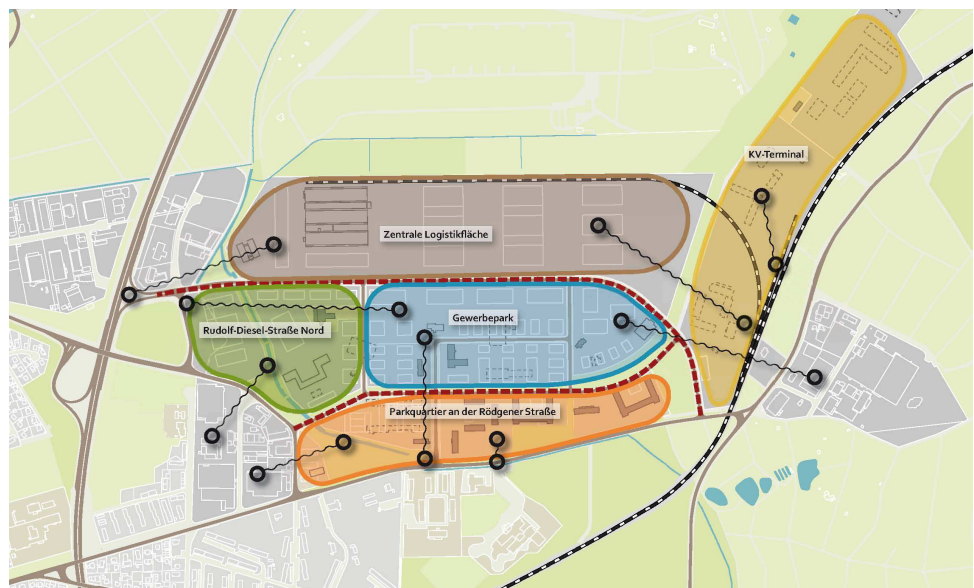 KV-Terminal
Zentrale Logistikfläche
Gewerbepark
Rudolf-Diesel-Straße Nord
Parkquartier an der Rödgener Straße